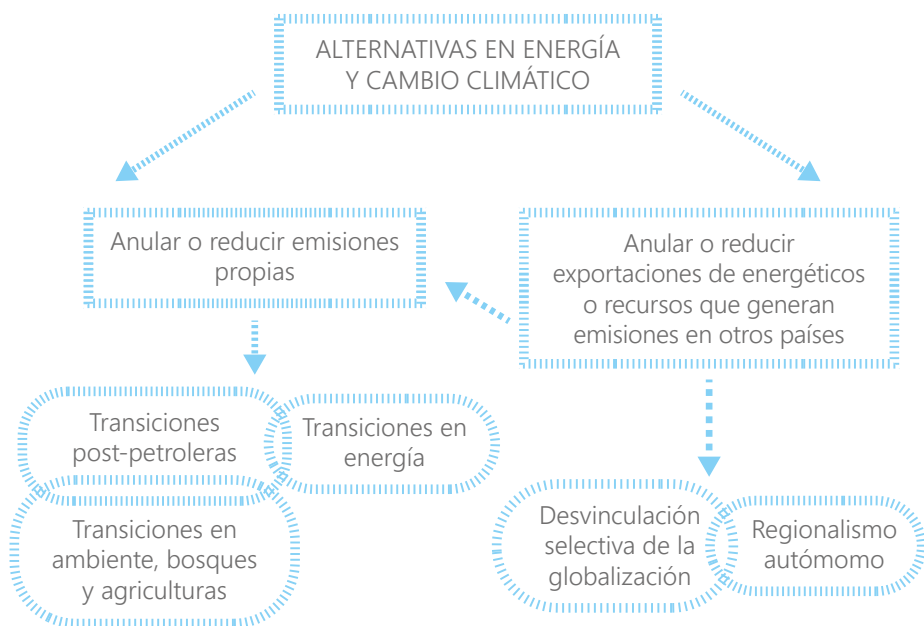 ALTERNATIVAS EN ENERGÍA
Y CAMBIO CLIMÁTICO
Anular o reducir emisiones
propias
Anular o reducir
exportaciones de energéticos
o recursos que generan
emisiones en otros países
Transiciones
post-petroleras
Transiciones en
energía
Transiciones en
ambiente, bosques
y agriculturas
Desvinculación
selectiva de la
globalización
Regionalismo
autómomo